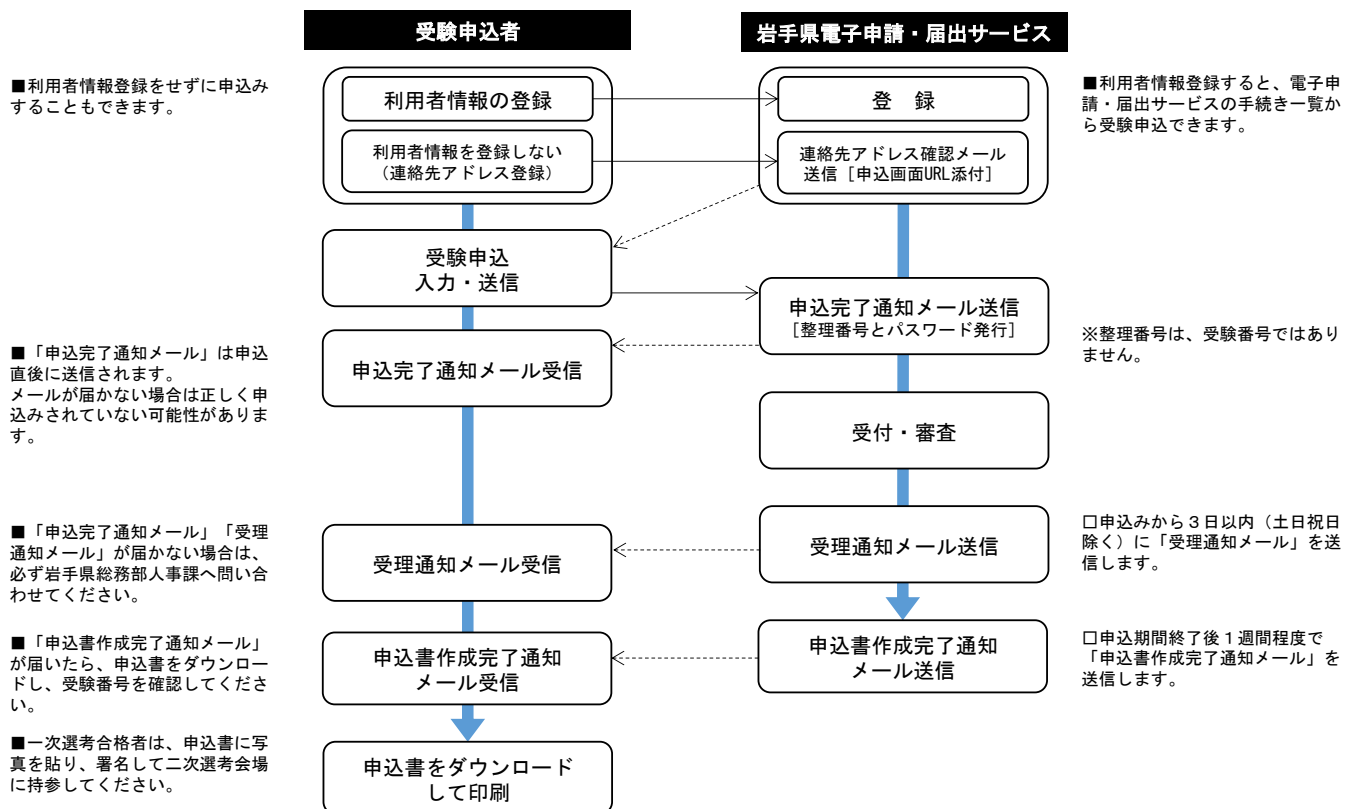 受験申込者
岩手県電子申請・届出サービス
■利用者情報登録をせずに申込み
することもできます。
利用者情報の登録
登　録
■利用者情報登録すると、電子申
請・届出サービスの手続き一覧か
ら受験申込できます。
利用者情報を登録しない
（連絡先アドレス登録）
連絡先アドレス確認メール
送信［申込画面URL添付］
受験申込
入力・送信
申込完了通知メール送信
［整理番号とパスワード発行］
※整理番号は、受験番号ではあり
ません。
■「申込完了通知メール」は申込
直後に送信されます。
メールが届かない場合は正しく申
込みされていない可能性がありま
す。
申込完了通知メール受信
受付・審査
■「申込完了通知メール」「受理
通知メール」が届かない場合は、
必ず岩手県総務部人事課へ問い合
わせてください。
受理通知メール受信
受理通知メール送信
□申込みから３日以内（土日祝日
除く）に「受理通知メール」を送
信します。
■「申込書作成完了通知メール」
が届いたら、申込書をダウンロー
ドし、受験番号を確認してくださ
い。
申込書作成完了通知
メール受信
申込書作成完了通知
メール送信
□申込期間終了後１週間程度で
「申込書作成完了通知メール」を
送信します。
■一次選考合格者は、申込書に写
真を貼り、署名して二次選考会場
に持参してください。
申込書をダウンロード
して印刷